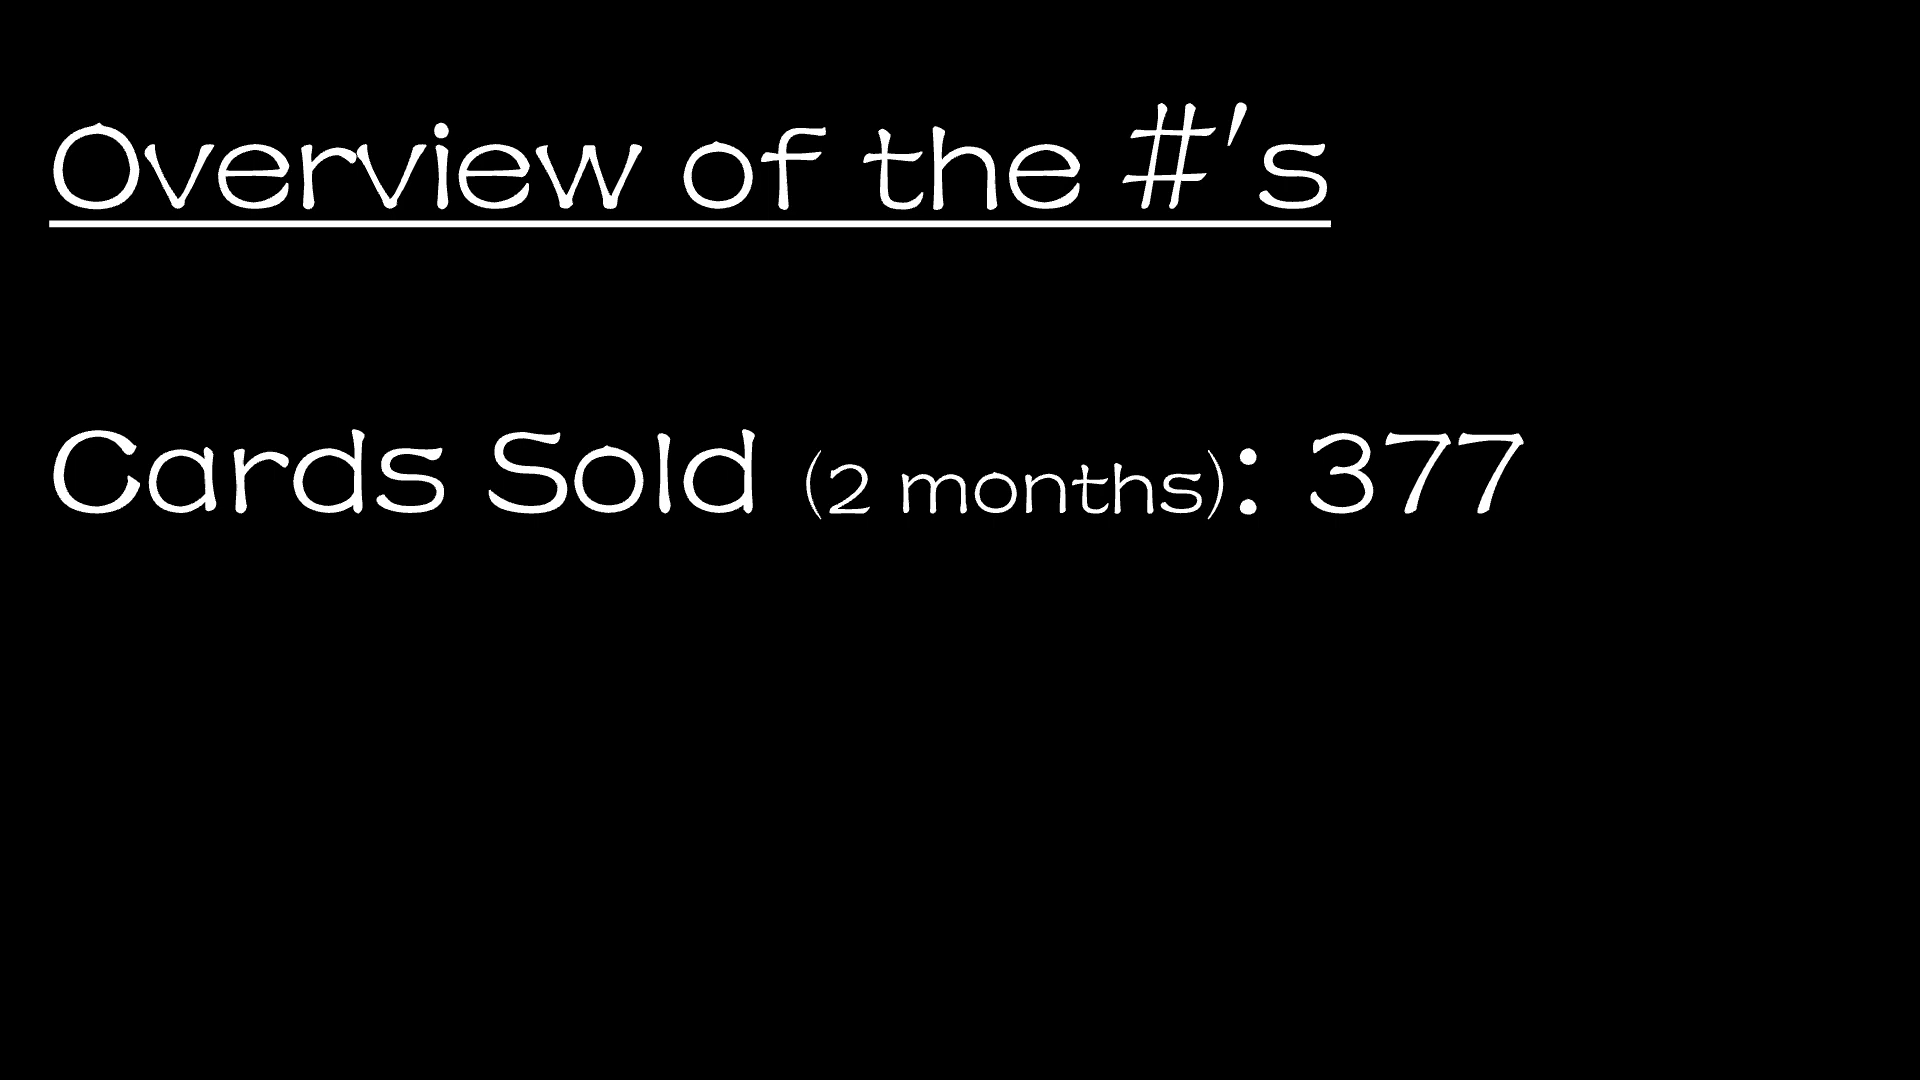 Overview of the #'s
Cards Sold (2 months): 377